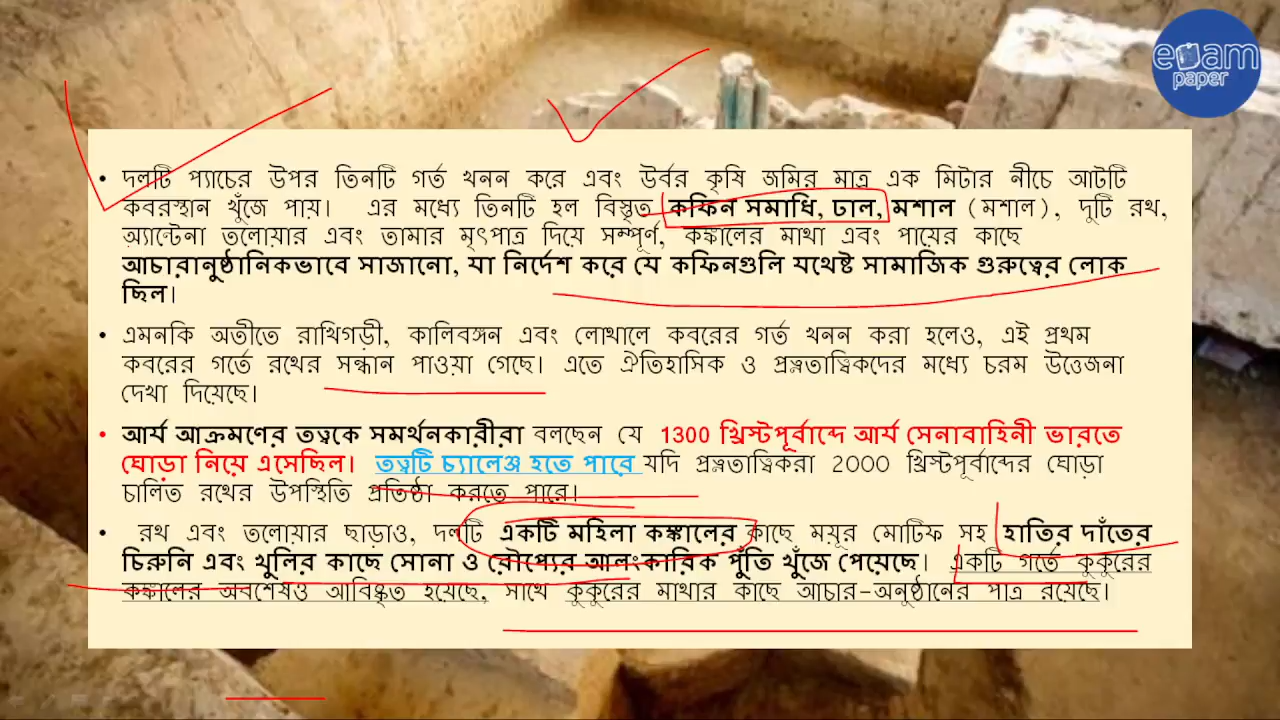 exam
paper
• দলটি প্যাচের উপর তিনটি গর্ত খনন করে এবং উর্বর কৃষি জমির মাত্র এক মিটার নীচে আটটি
কবরস্থান খুঁজে পায়। এর মধ্যে তিনটি হল বিস্তৃত কফিন সমাধি, ঢাল, মশাল (মশাল), দুটি রথ,
অ্যান্টেনা তলোয়ার এবং তামার মৃৎপাত্র দিয়ে সম্পূর্ণ, কঙ্কালের মাথা এবং পায়ের কাছে
আচারানুষ্ঠানিকভাবে সাজানো, যা নির্দেশ করে যে কফিনগুলি যথেষ্ট সামাজিক গুরুত্বের লোক
ছিল।
• এমনকি অতীতে রাখিগড়ী, কালিবঙ্গন এবং লোথালে কবরের গর্ত খনন করা হলেও, এই প্রথম
কবরের গর্তে রথের সন্ধান পাওয়া গেছে। এতে ঐতিহাসিক ও প্রত্নতাত্ত্বিকদের মধ্যে চরম উত্তেজনা
দেখা দিয়েছে।
• আর্য আক্রমণের তত্ত্বকে সমর্থনকারীরা বলছেন যে 1300 খ্রিস্টপূর্বাব্দে আর্য সেনাবাহিনী ভারতে
ঘোড়া নিয়ে এসেছিল। তত্ত্বটি চ্যালেঞ্জ হতে পারে যদি প্রত্নতাত্ত্বিকরা 2000 খ্রিস্টপূর্বাব্দের ঘোড়া
চালিত রথের উপস্থিতি প্রতিষ্ঠা করতে পারে।
• রথ এবং তলোয়ার ছাড়াও, দলটি একটি মহিলা কঙ্কালের কাছে ময়ূর মোটিফ সহ হাতির দাঁতের
চিরুনি এবং খুলির কাছে সোনা ও রৌপ্যের আলংকারিক পুঁতি খুঁজে পেয়েছে। একটি গর্তে কুকুরের
কঙ্কালের অবশেষও আবিষ্কৃত হয়েছে, সাথে কুকুরের মাথার কাছে আচার-অনুষ্ঠানের পাত্র রয়েছে।